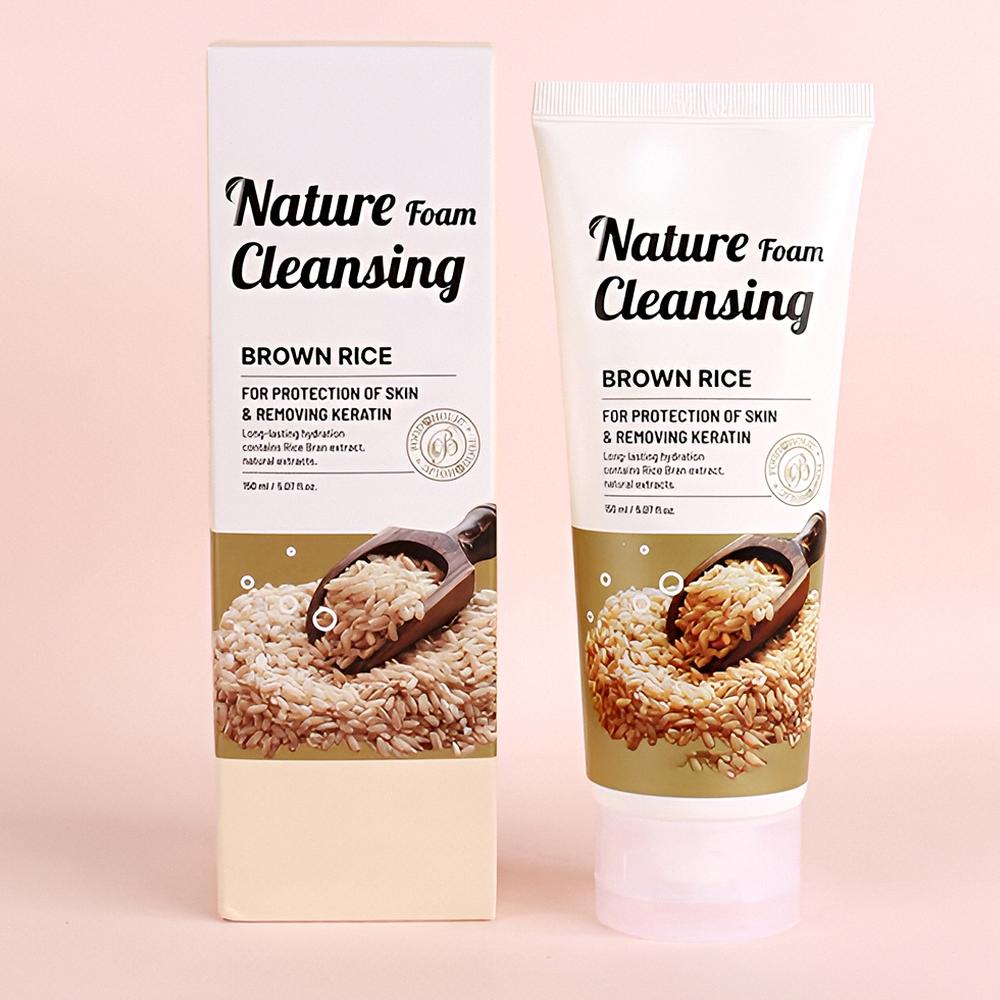 Nature Foam
Cleansing
BROWN RICE
FOR PROTECTION OF SKIN
& REMOVING KERATIN
Long-lasting hydration
contains Rice Bran extract,
natural extracts.
150 ml / 5.07 fl.oz.
FOODAHOLIC
Nature Foam
Cleansing
BROWN RICE
FOR PROTECTION OF SKIN
& REMOVING KERATIN
Long-lasting hydration
contains Rice Bran extract,
natural extracts.
150 ml / 5.07 fl.oz.
FOODAHOLIC